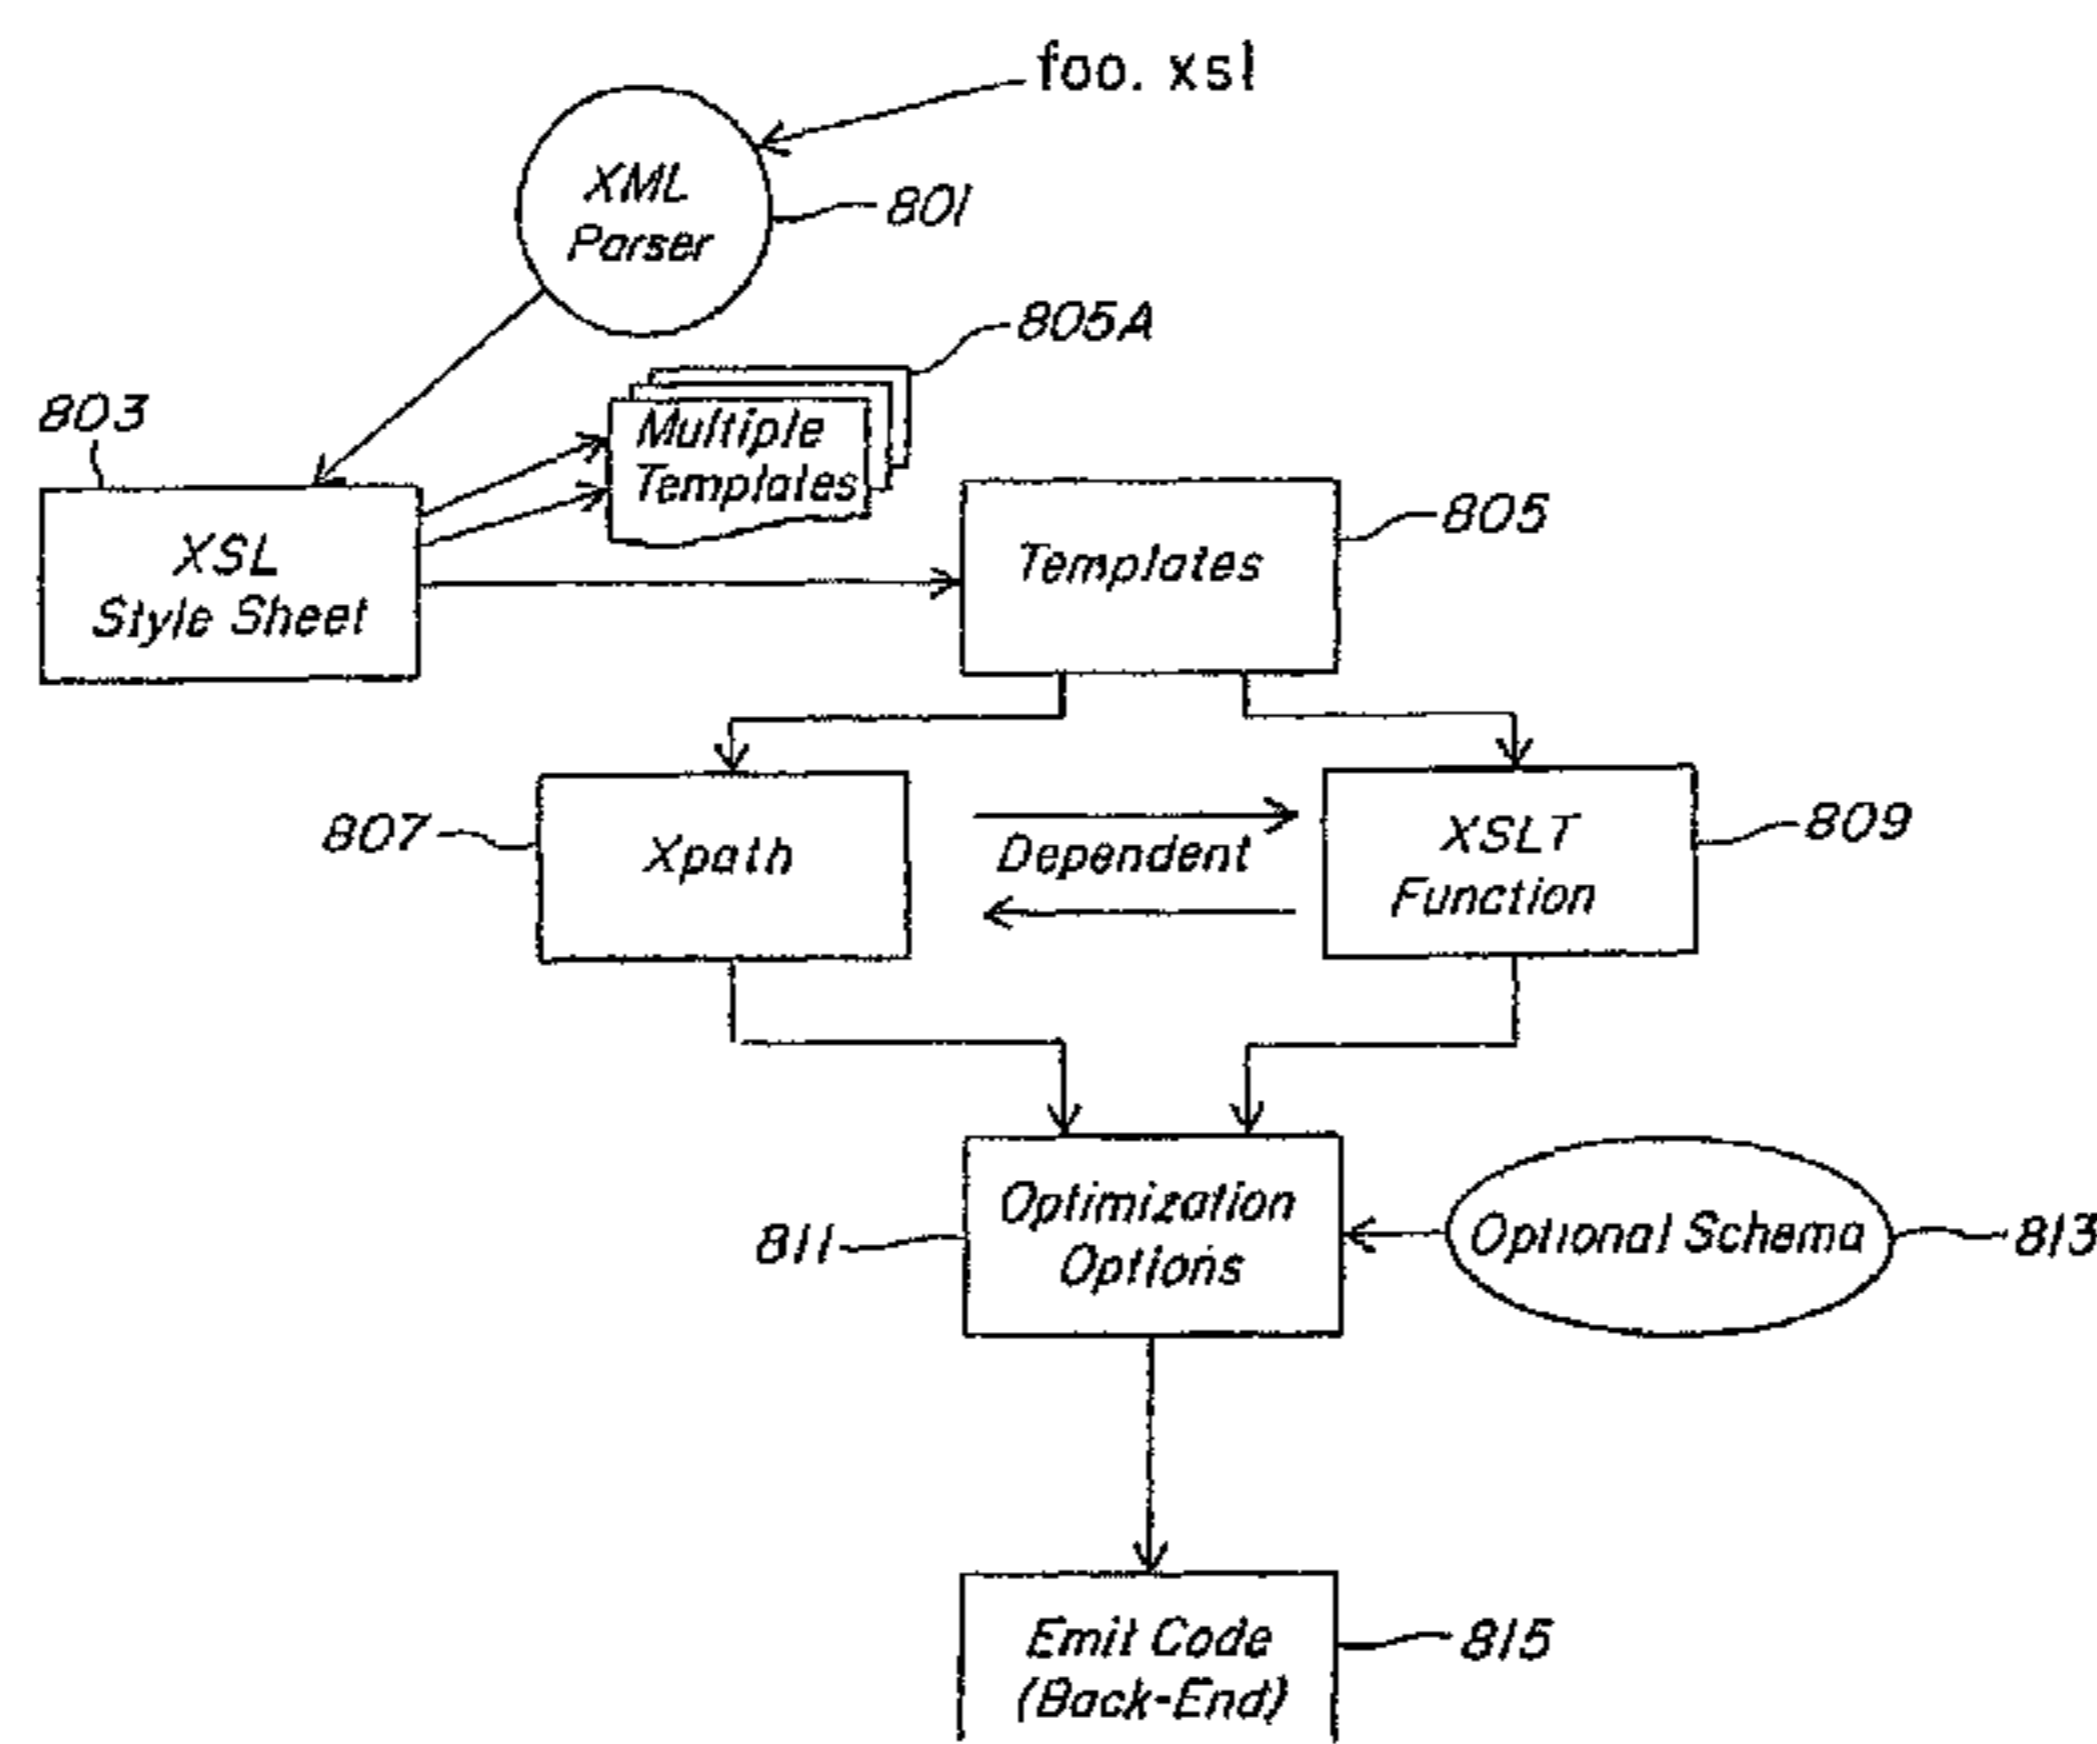 foo. xsl
XML
Parser
801
805A
803
Multiple
Templates
XSL
Style Sheet
Templates
805
807
Xpath
Dependent
XSLT
Function
809
811
Optimization
Options
Optional Schema
813
Emit Code
(Back-End)
815